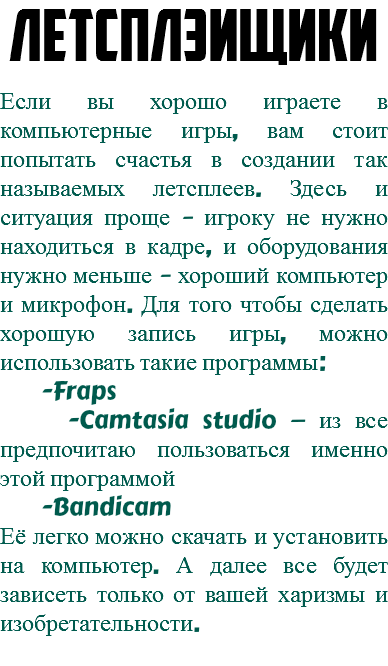 ЛЕТСПЛЭИЩИКИ
Если вы хорошо играете в
компьютерные игры, вам стоит
попытать счастья в создании так
называемых летсплеев. Здесь и
ситуация проще - игроку не нужно
находиться в кадре, и оборудования
нужно меньше - хороший компьютер
и микрофон. Для того чтобы сделать
хорошую запись игры, можно
использовать такие программы:
-Fraps
-Camtasia studio – из все
предпочитаю пользоваться именно
этой программой
-Bandicam
Её легко можно скачать и установить
на компьютер. А далее все будет
зависеть только от вашей харизмы и
изобретательности.